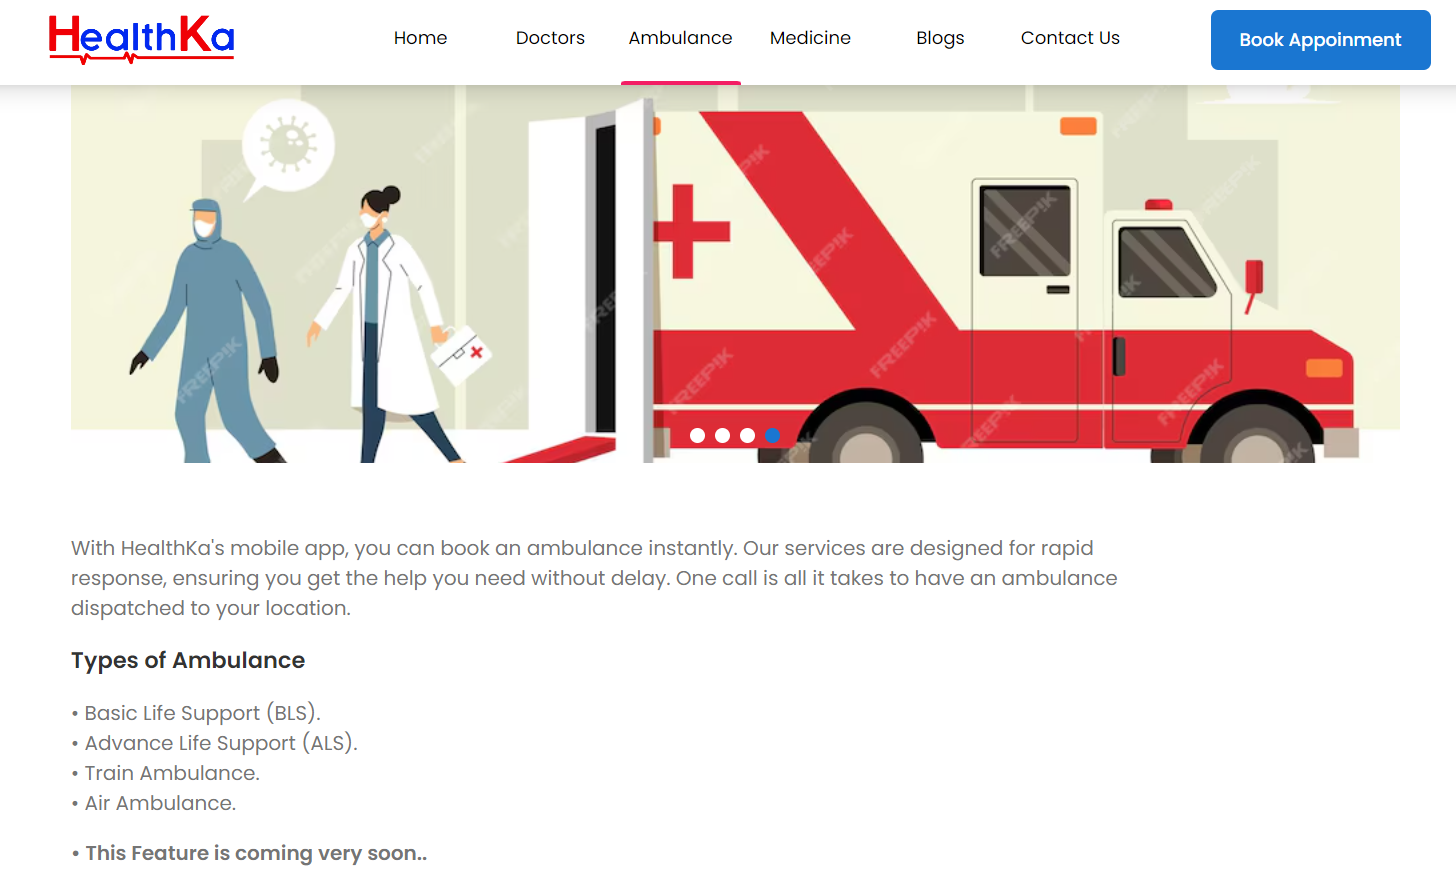 HealthKa
Home Doctors Ambulance Medicine Blogs Contact Us Book Appoinment
FREEPIK
With HealthKa's mobile app, you can book an ambulance instantly. Our services are designed for rapid
response, ensuring you get the help you need without delay. One call is all it takes to have an ambulance
dispatched to your location.
Types of Ambulance
• Basic Life Support (BLS).
• Advance Life Support (ALS).
• Train Ambulance.
• Air Ambulance.
• This Feature is coming very soon..